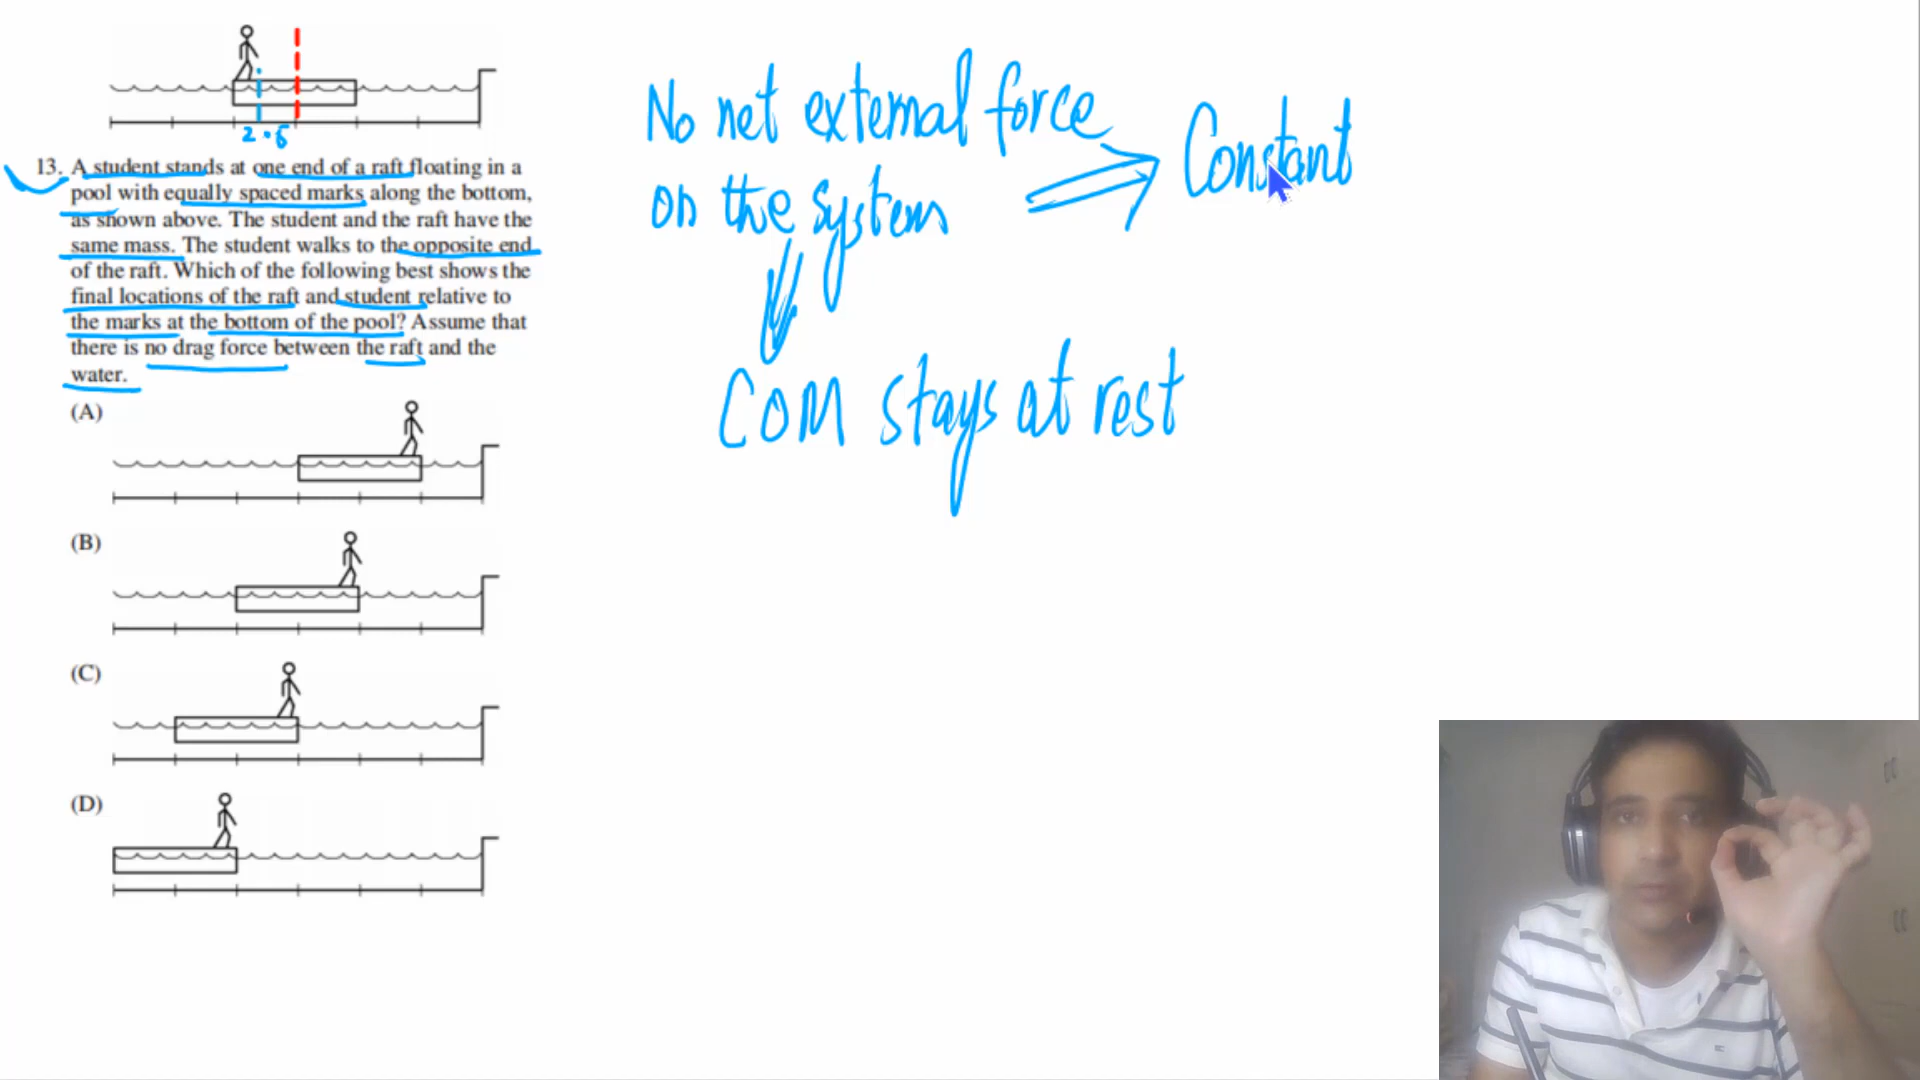 2.5
13. A student stands at one end of a raft floating in a
pool with equally spaced marks along the bottom,
as shown above. The student and the raft have the
same mass. The student walks to the opposite end
of the raft. Which of the following best shows the
final locations of the raft and student relative to
the marks at the bottom of the pool? Assume that
there is no drag force between the raft and the
water.
(A)
(B)
(C)
(D)
No net external force
on the system
Constant
COM stays at rest